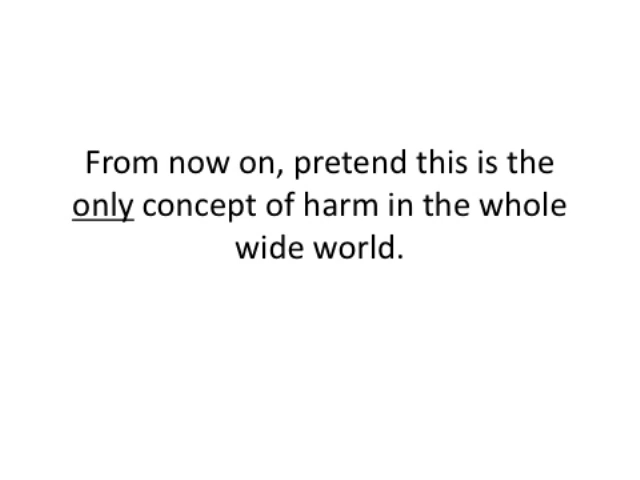 From now on, pretend this is the
only concept of harm in the whole
wide world.